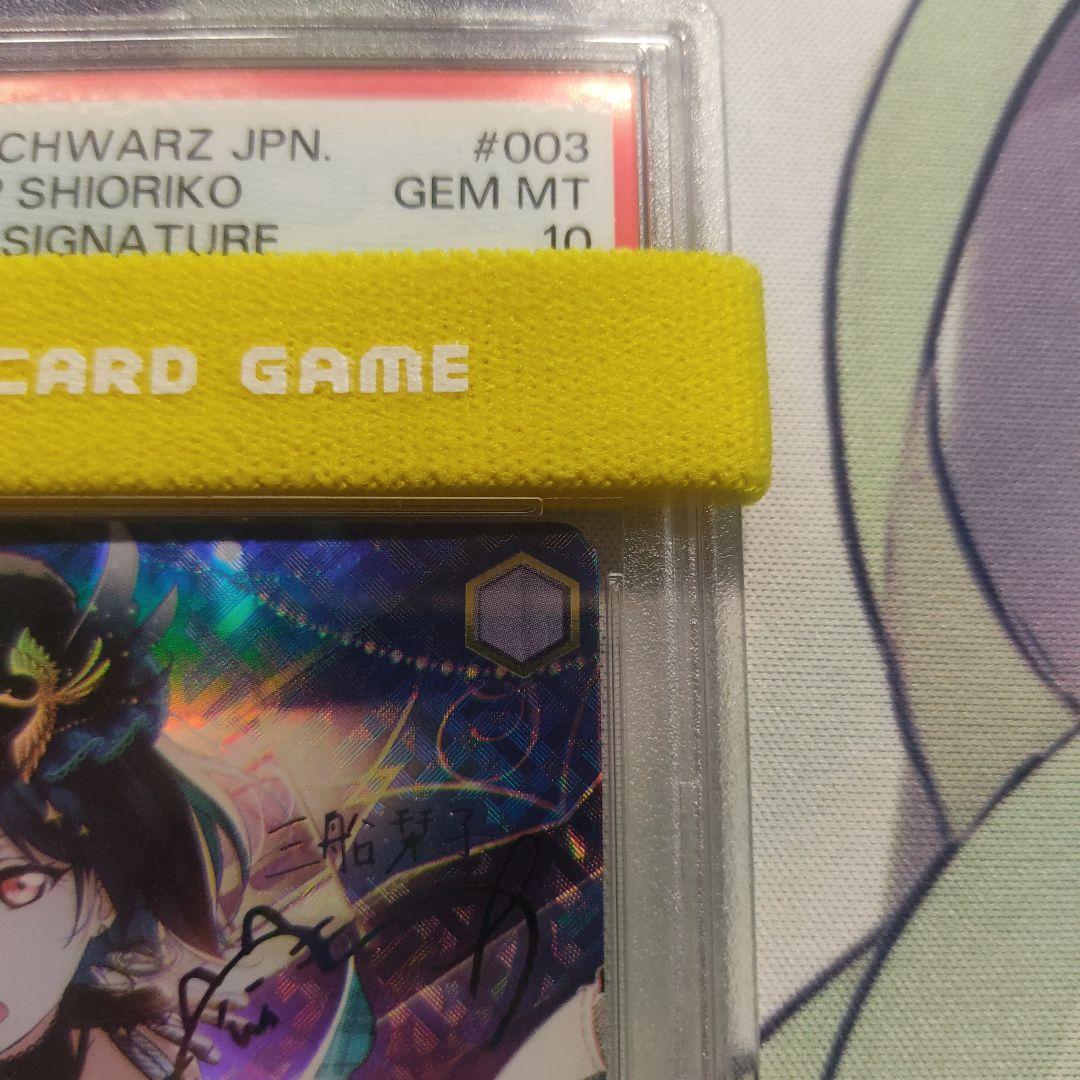 CHWARZ JPN. #003
SHIORIKO GEM MT
SIGNATURE 10
CARD GAME
三船栞子